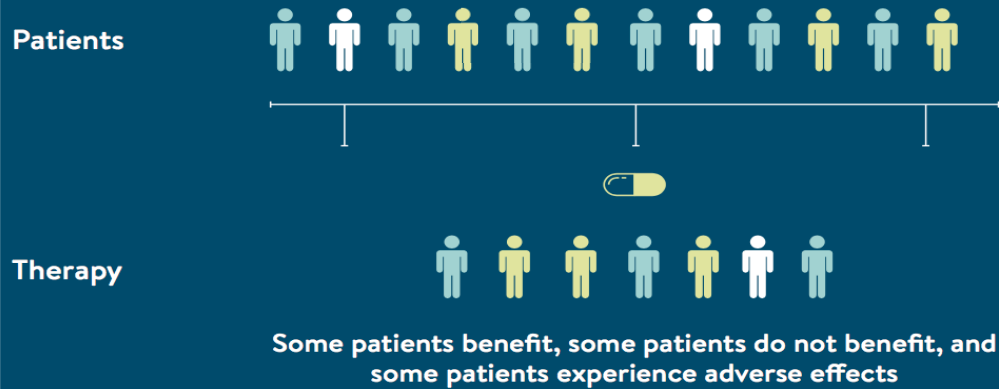 Patients
Therapy
Some patients benefit, some patients do not benefit, and
some patients experience adverse effects